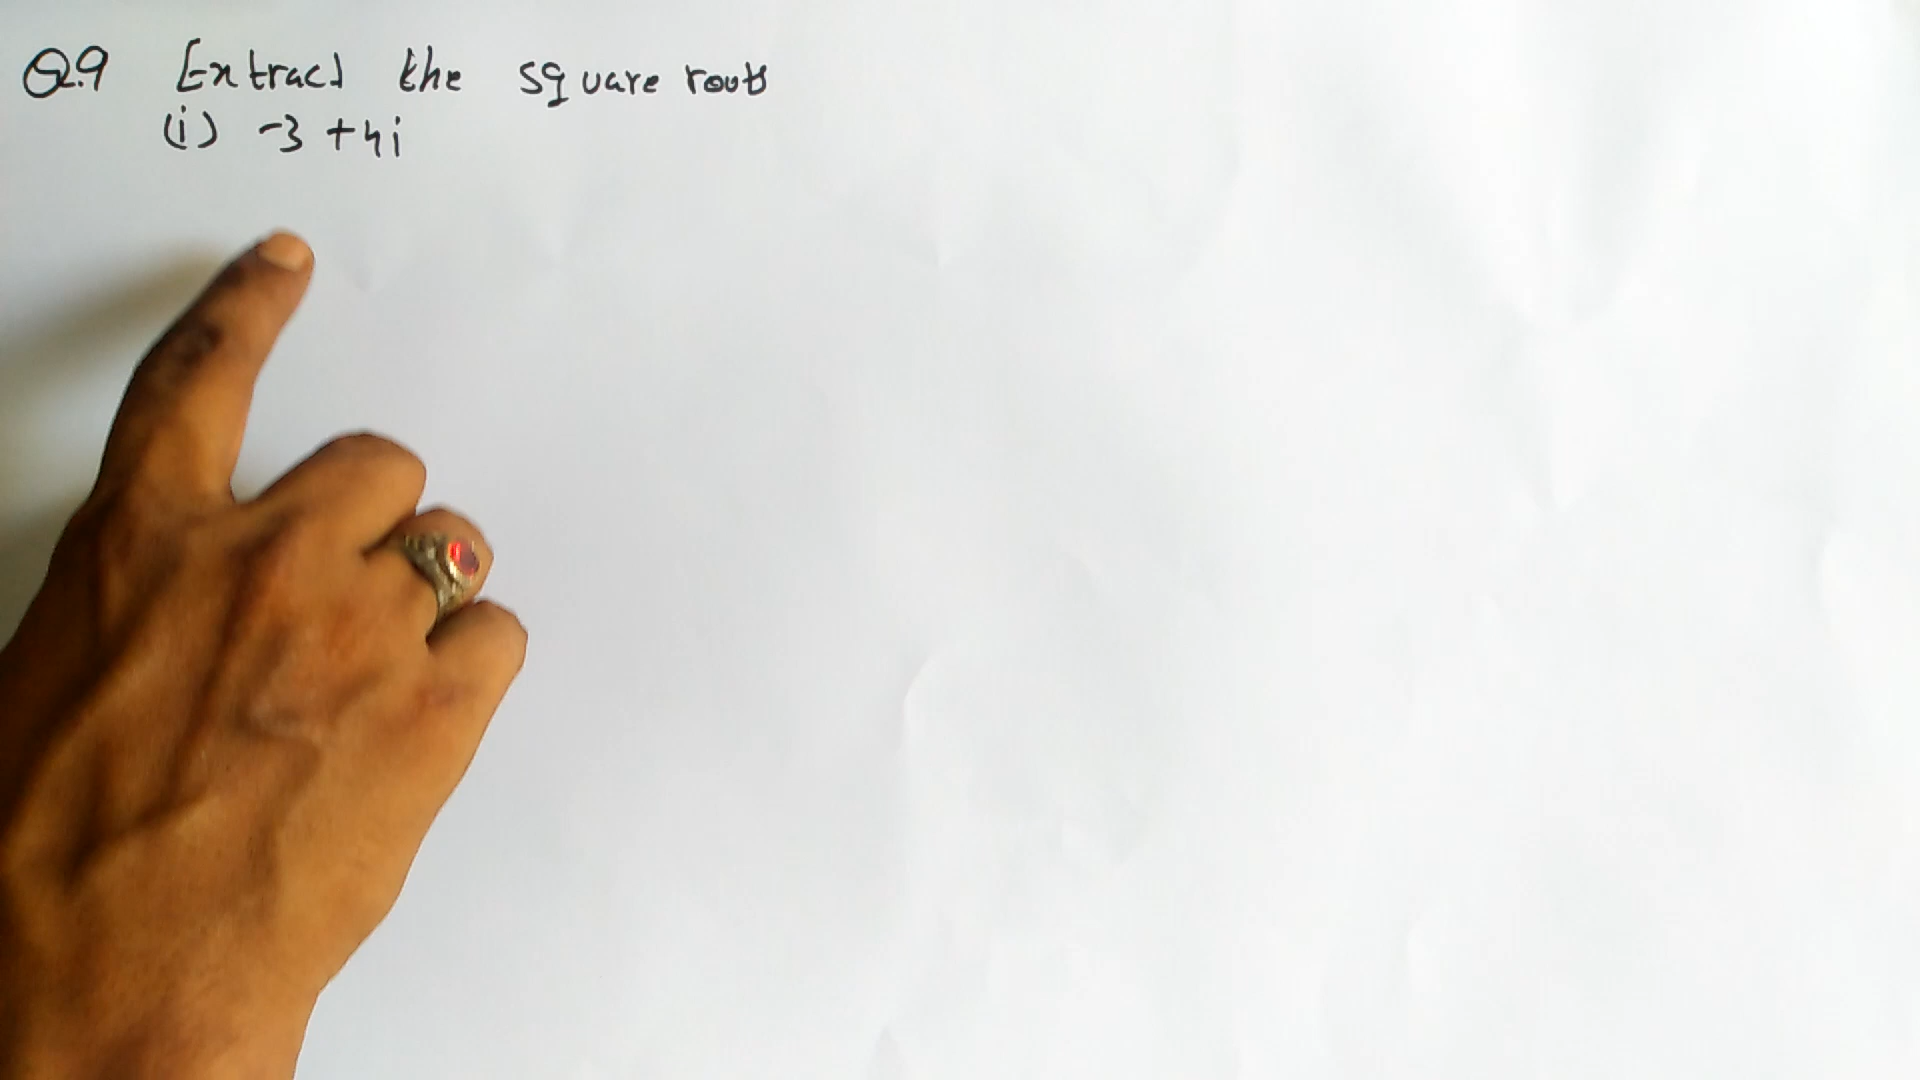 Q.9 Extract the square roots
(i) -3 +4i